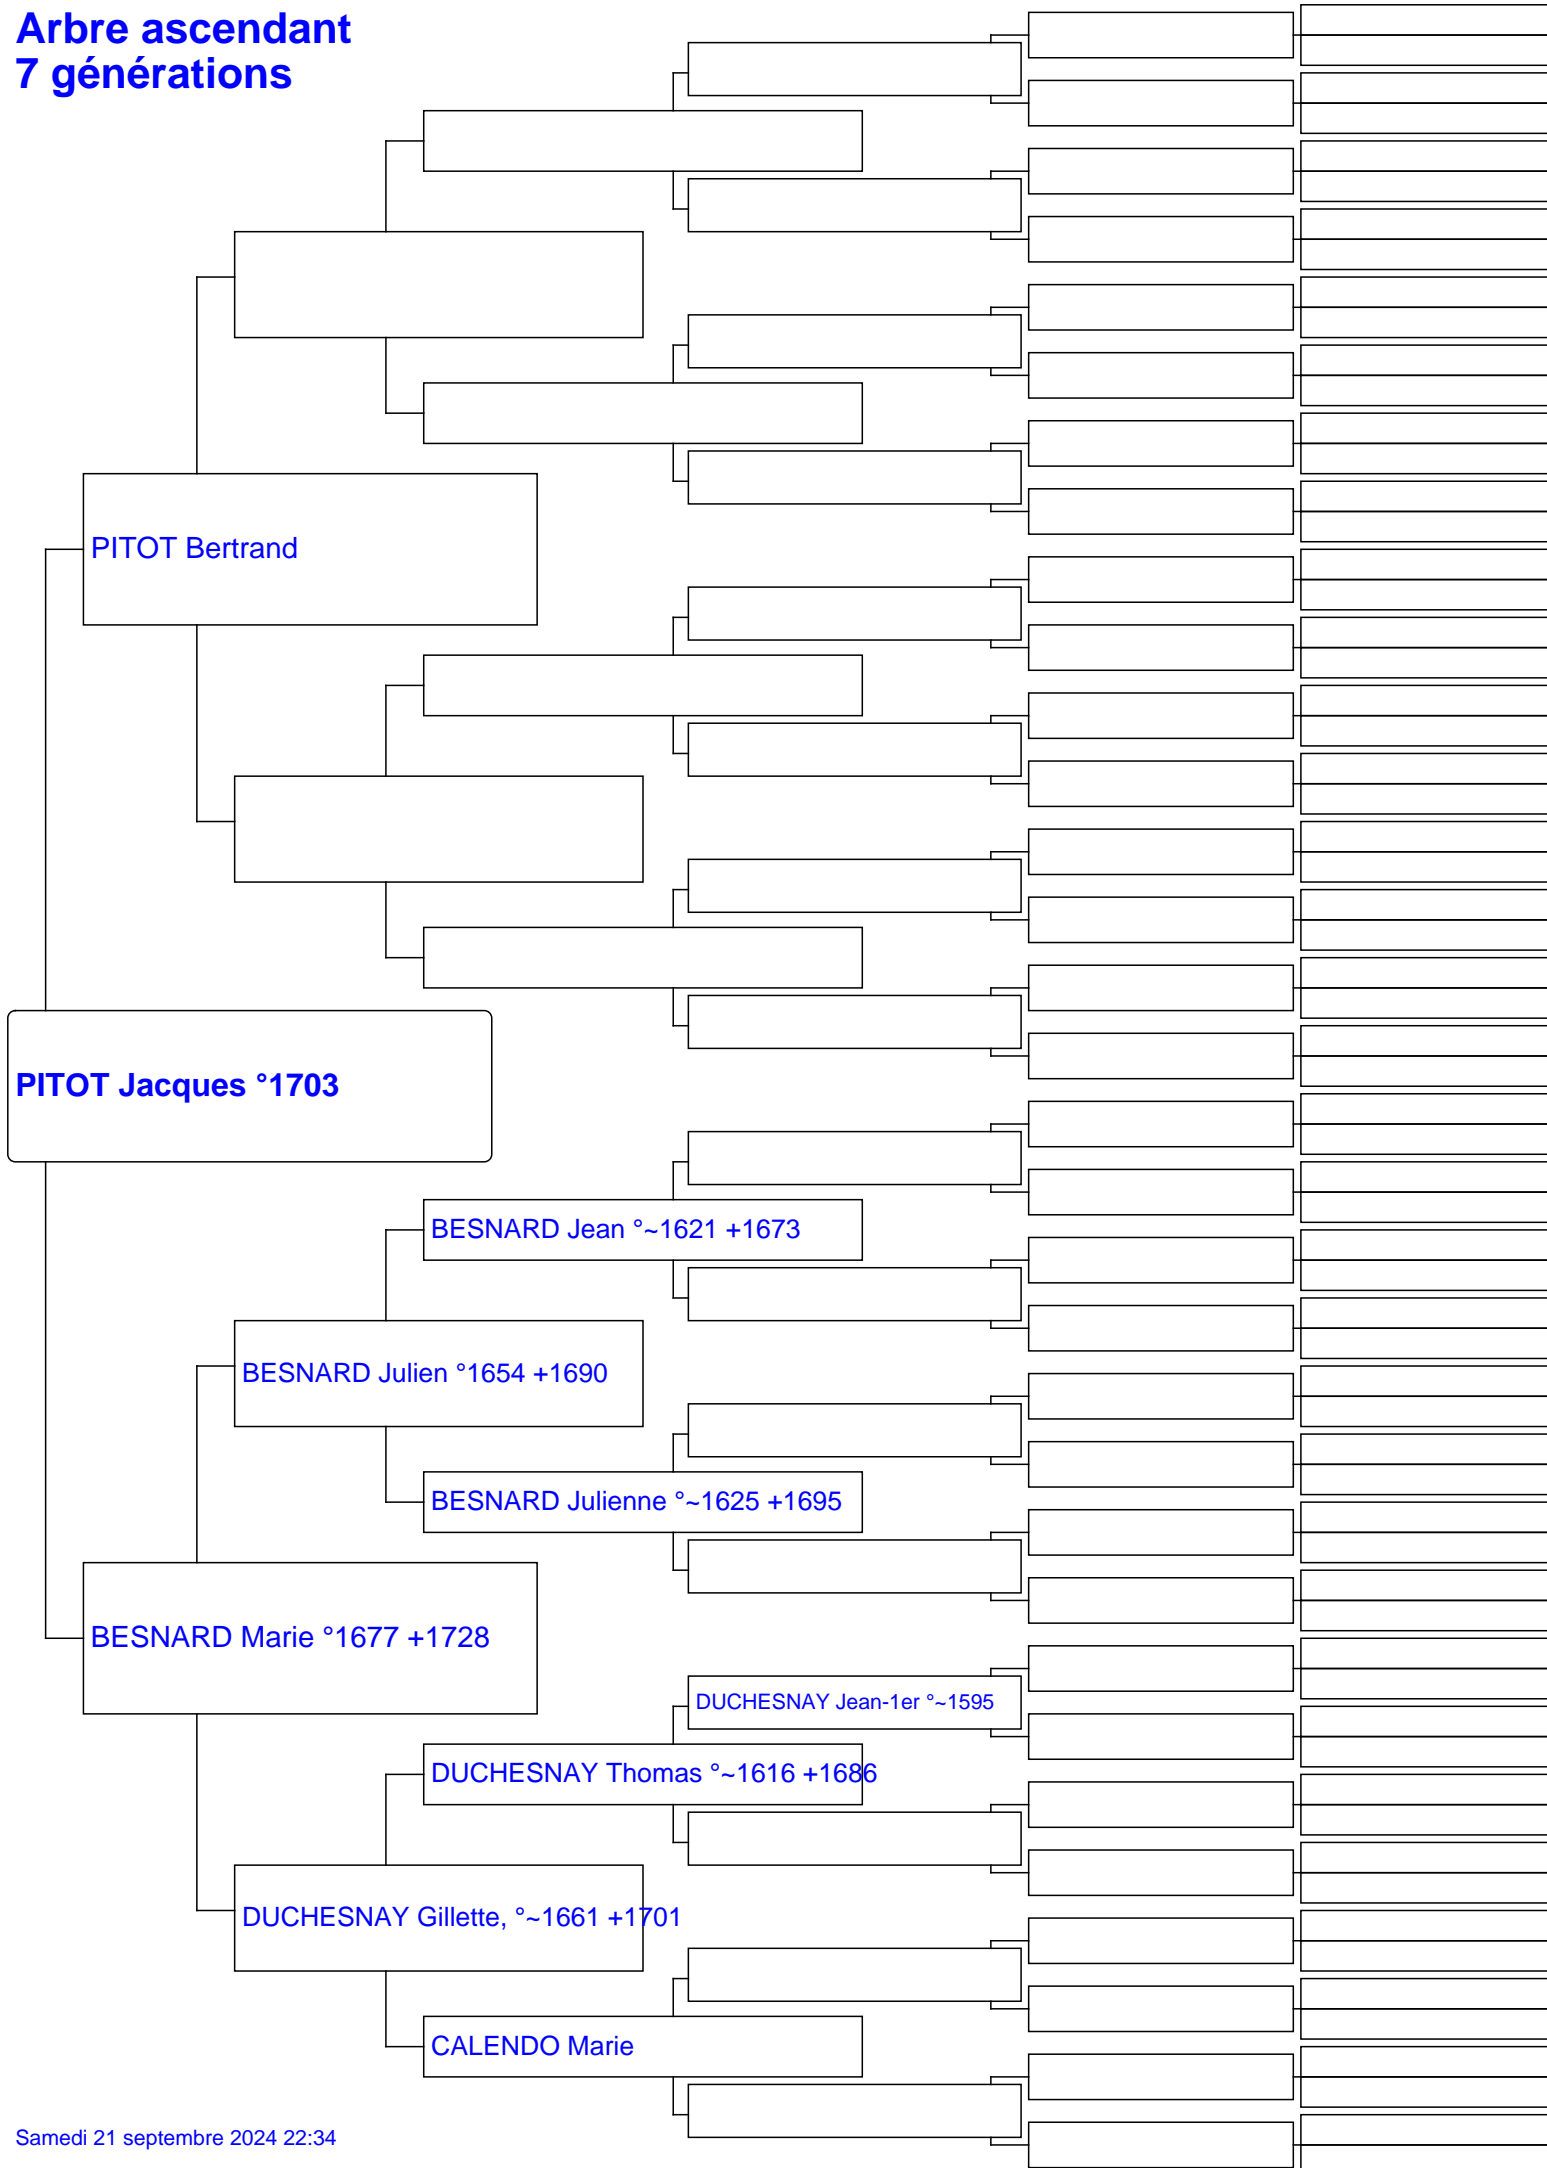 Arbre ascendant
7 générations
PITOT Bertrand
PITOT Jacques °1703
BESNARD Jean °~1621 +1673
BESNARD Julien °1654 +1690
BESNARD Julienne °~1625 +1695
BESNARD Marie °1677 +1728
DUCHESNAY Jean-1er °~1595
DUCHESNAY Thomas °~1616 +1686
DUCHESNAY Gillette, °~1661 +1701
CALENDO Marie
Samedi 21 septembre 2024 22:34